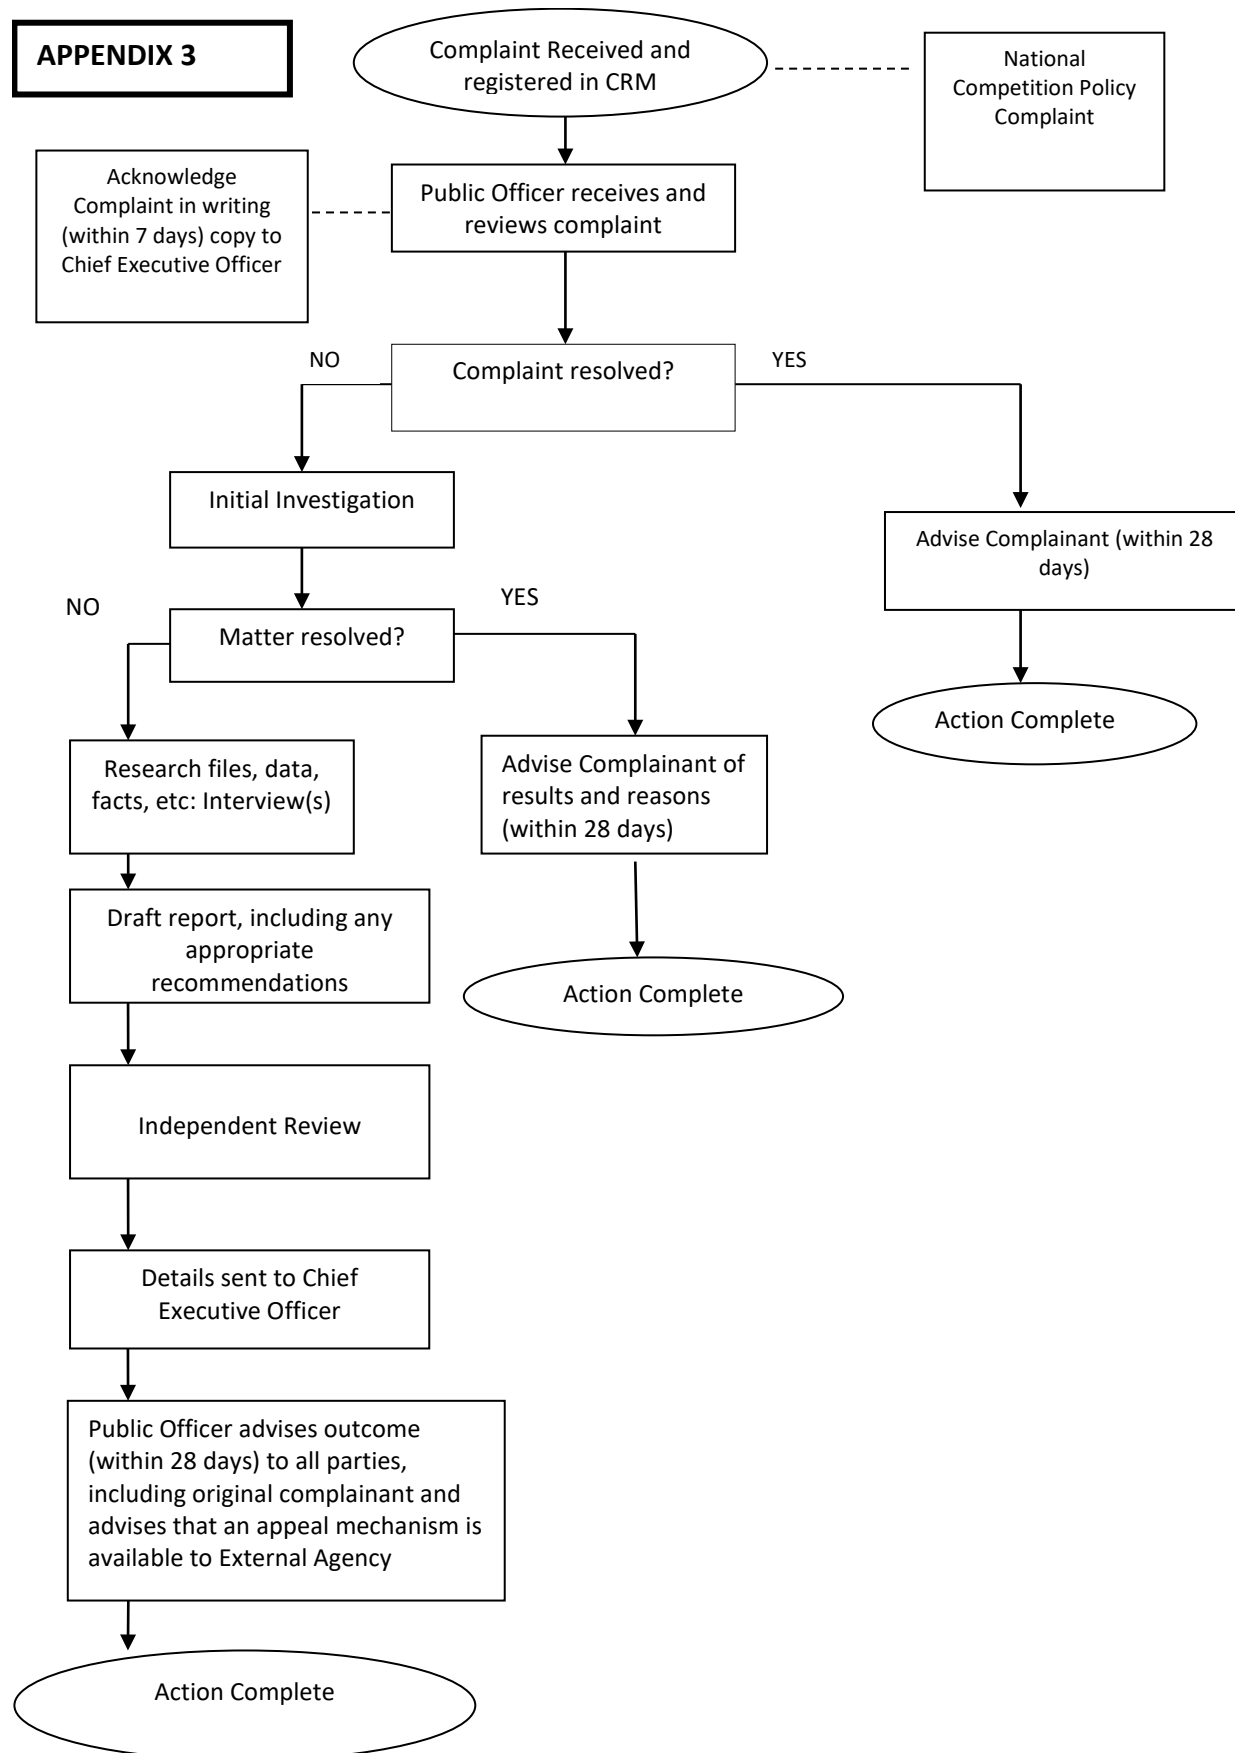 APPENDIX 3
Complaint Received and
registered in CRM
National
Competition Policy
Complaint
Acknowledge
Complaint in writing
(within 7 days) copy to
Chief Executive Officer
Public Officer receives and
reviews complaint
NO
Complaint resolved?
YES
Initial Investigation
Advise Complainant (within 28
days)
NO
YES
Matter resolved?
Action Complete
Research files, data,
facts, etc: Interview(s)
Advise Complainant of
results and reasons
(within 28 days)
Draft report, including any
appropriate
recommendations
Action Complete
Independent Review
Details sent to Chief
Executive Officer
Public Officer advises outcome
(within 28 days) to all parties,
including original complainant and
advises that an appeal mechanism is
available to External Agency
Action Complete